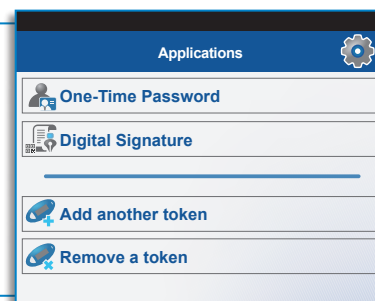 Applications
One-Time Password
Digital Signature
Add another token
Remove a token